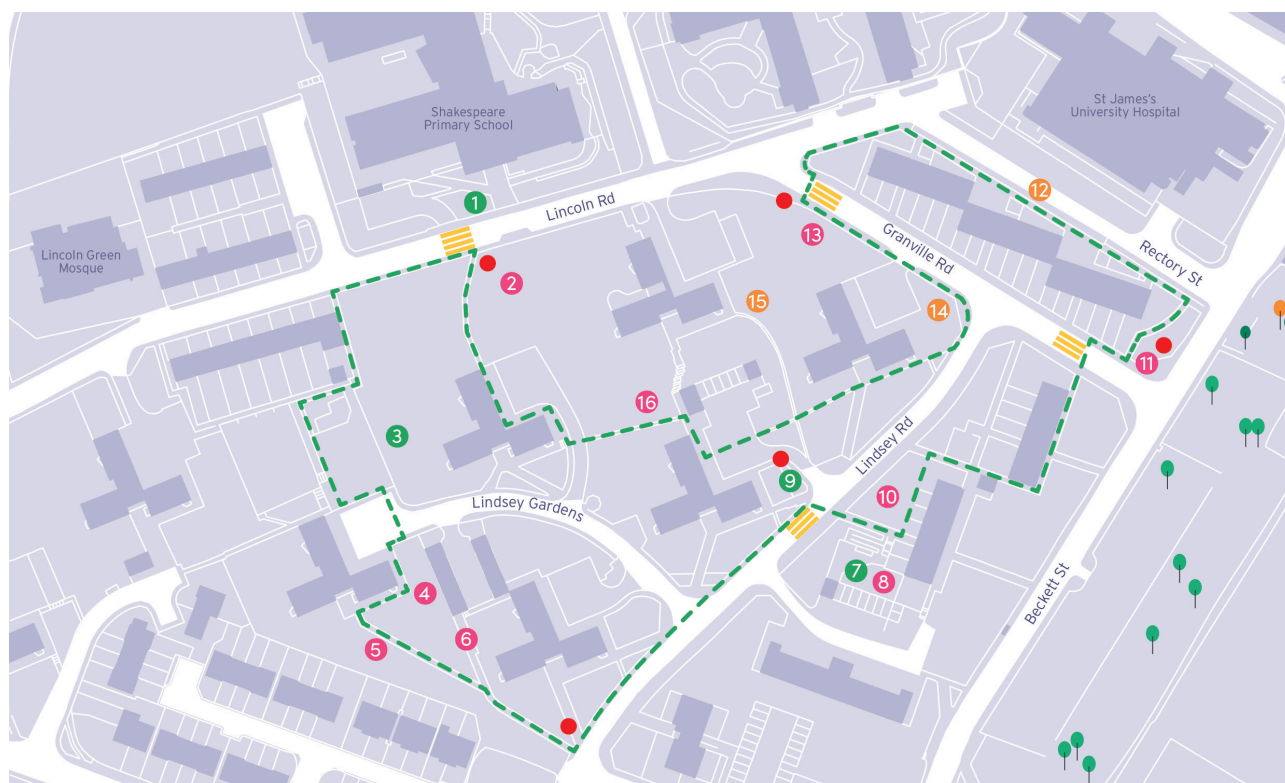 Shakespeare
Primary School
St James's
University Hospital
12
1
Lincoln Rd
13
Granville Rd
Rectory St
Lincoln Green
Mosque
2
15
14
11
16
3
Lindsey Rd
9
10
Lindsey Gardens
7
8
4
Beckett St
6
5